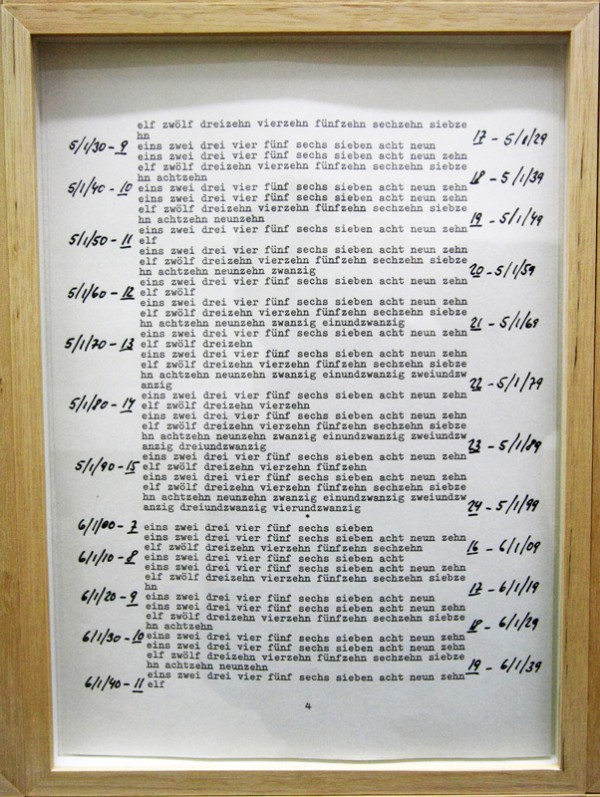 elf zwölf dreizehn vierzehn fünfzehn sechzehn siebze
hn 17 - 5/1/29
5/1/30 - 9 eins zwei drei vier fünf sechs sieben acht neun
eins zwei drei vier fünf sechs sieben acht neun zehn
elf zwölf dreizehn vierzehn fünfzehn sechzehn siebze
hn achtzehn 18 - 5/1/39
5/1/40 - 10 eins zwei drei vier fünf sechs sieben acht neun zehn
eins zwei drei vier fünf sechs sieben acht neun zehn
elf zwölf dreizehn vierzehn fünfzehn sechzehn siebze
hn achtzehn neunzehn 19 - 5/1/49
eins zwei drei vier fünf sechs sieben acht neun zehn
5/1/50 - 11 elf
eins zwei drei vier fünf sechs sieben acht neun zehn
elf zwölf dreizehn vierzehn fünfzehn sechzehn siebze
hn achtzehn neunzehn zwanzig 20 - 5/1/59
eins zwei drei vier fünf sechs sieben acht neun zehn
5/1/60 - 12 elf zwölf
eins zwei drei vier fünf sechs sieben acht neun zehn
elf zwölf dreizehn vierzehn fünfzehn sechzehn siebze
hn achtzehn neunzehn zwanzig einundzwanzig 21 - 5/1/69
eins zwei drei vier fünf sechs sieben acht neun zehn
5/1/70 - 13 elf zwölf dreizehn
eins zwei drei vier fünf sechs sieben acht neun zehn
elf zwölf dreizehn vierzehn fünfzehn sechzehn siebze
hn achtzehn neunzehn zwanzig einundzwanzig zweiundzw
anzig 22 - 5/1/79
eins zwei drei vier fünf sechs sieben acht neun zehn
5/1/80 - 14 elf zwölf dreizehn vierzehn
eins zwei drei vier fünf sechs sieben acht neun zehn
elf zwölf dreizehn vierzehn fünfzehn sechzehn siebze
hn achtzehn neunzehn zwanzig einundzwanzig zweiundzw
anzig dreiundzwanzig 23 - 5/1/89
eins zwei drei vier fünf sechs sieben acht neun zehn
5/1/90 - 15 elf zwölf dreizehn vierzehn fünfzehn
eins zwei drei vier fünf sechs sieben acht neun zehn
elf zwölf dreizehn vierzehn fünfzehn sechzehn siebze
hn achtzehn neunzehn zwanzig einundzwanzig zweiundzw
anzig dreiundzwanzig vierundzwanzig 24 - 5/1/99
6/1/00 - 7 eins zwei drei vier fünf sechs sieben
eins zwei drei vier fünf sechs sieben acht neun zehn
elf zwölf dreizehn vierzehn fünfzehn sechzehn 16 - 6/1/09
6/1/10 - 8 eins zwei drei vier fünf sechs sieben acht
eins zwei drei vier fünf sechs sieben acht neun zehn
elf zwölf dreizehn vierzehn fünfzehn sechzehn siebze
hn 17 - 6/1/19
6/1/20 - 9 eins zwei drei vier fünf sechs sieben acht neun
eins zwei drei vier fünf sechs sieben acht neun zehn
elf zwölf dreizehn vierzehn fünfzehn sechzehn siebze
hn achtzehn 18 - 6/1/29
6/1/30 - 10 eins zwei drei vier fünf sechs sieben acht neun zehn
eins zwei drei vier fünf sechs sieben acht neun zehn
elf zwölf dreizehn vierzehn fünfzehn sechzehn siebze
hn achtzehn neunzehn 19 - 6/1/39
eins zwei drei vier fünf sechs sieben acht neun zehn
6/1/40 - 11 elf
4